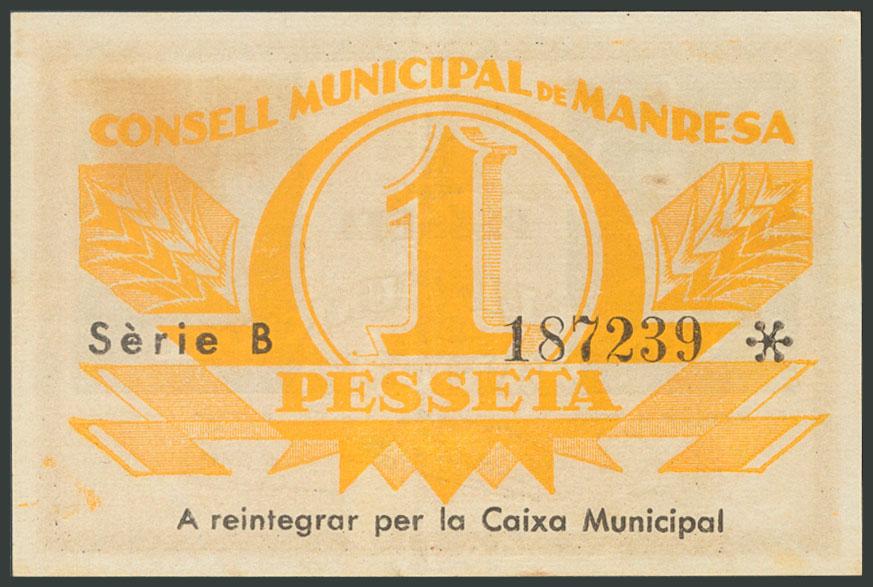 CONSELL MUNICIPAL DE MANRESA
1
Sèrie B 187239
PESSETA
A reintegrar per la Caixa Municipal